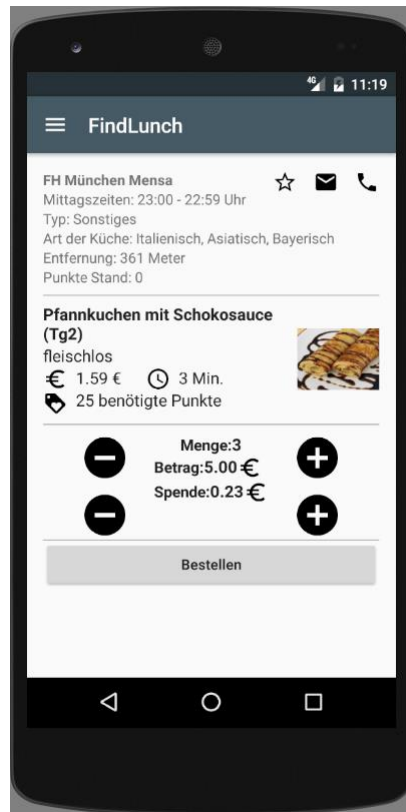 4G 11:19
FindLunch
FH München Mensa
Mittagszeiten: 23:00 - 22:59 Uhr
Typ: Sonstiges
Art der Küche: Italienisch, Asiatisch, Bayerisch
Entfernung: 361 Meter
Punkte Stand: 0
Pfannkuchen mit Schokosauce
(Tg2)
fleischlos
€ 1.59 € 3 Min.
25 benötigte Punkte
Menge:3
Betrag:5.00 €
Spende:0.23 €
Bestellen